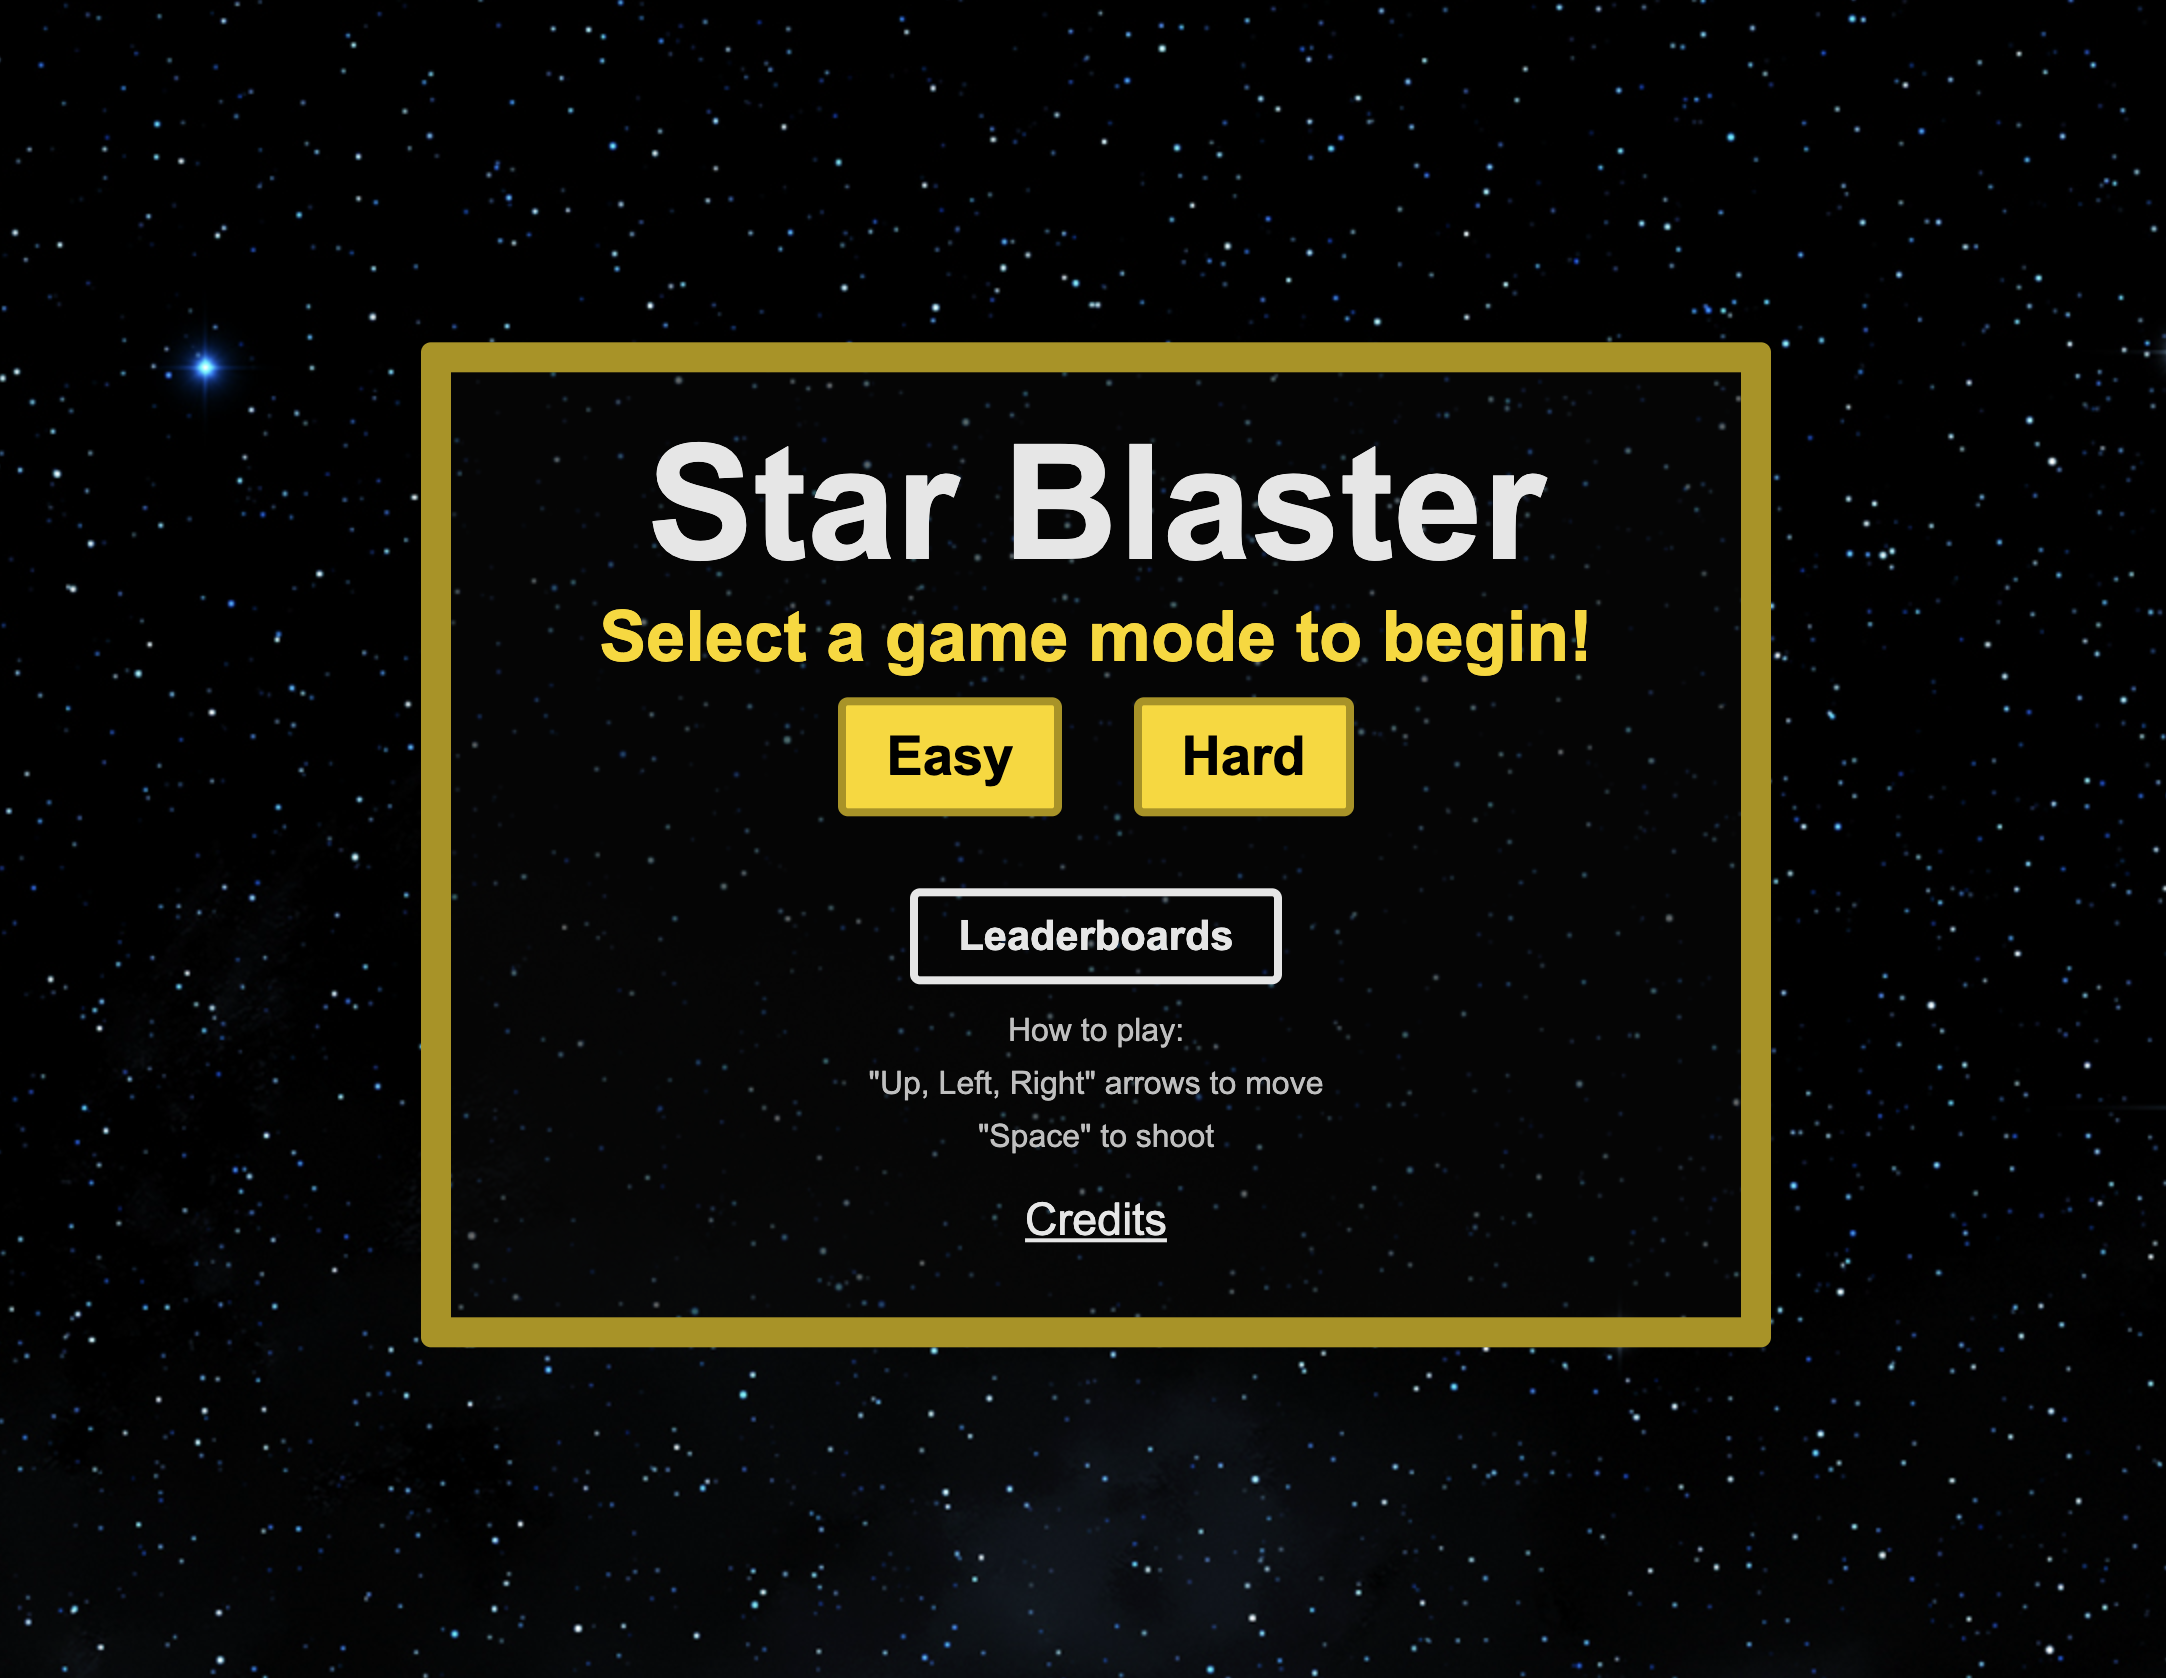 Star Blaster
Select a game mode to begin!
Easy Hard
Leaderboards
How to play:
"Up, Left, Right" arrows to move
"Space" to shoot
Credits